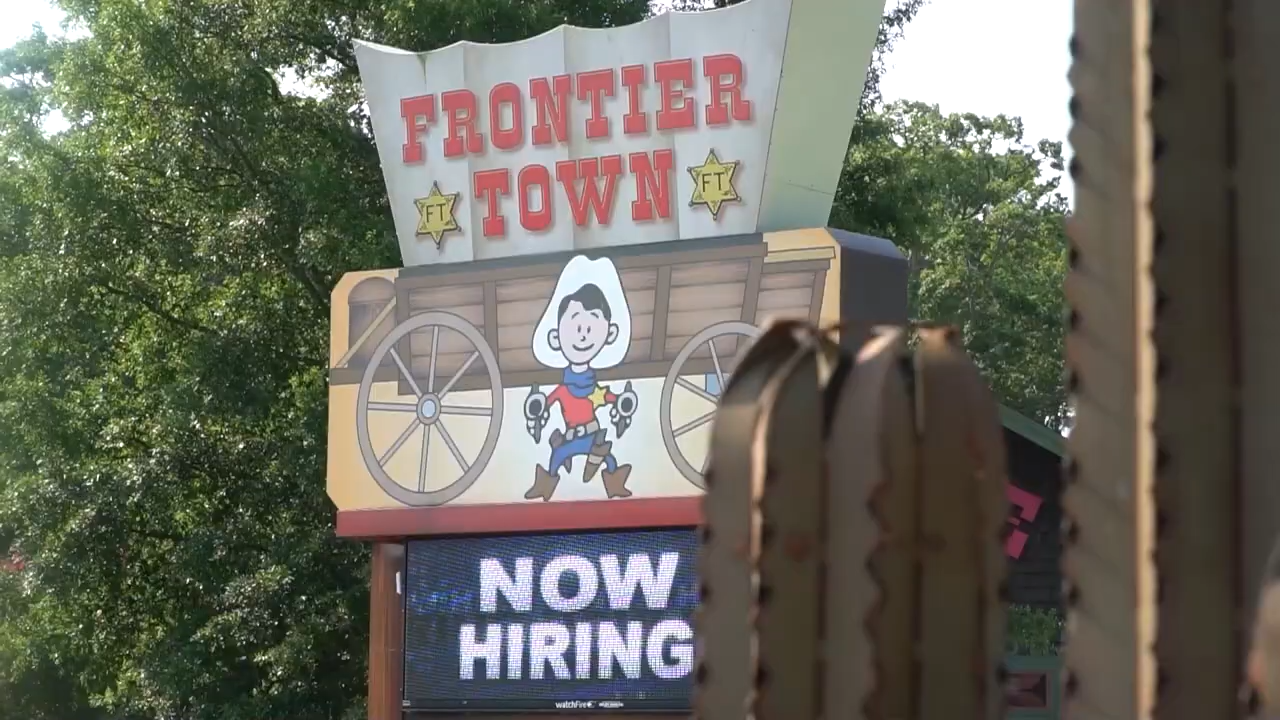 FRONTIER
TOWN
FT
FT
NOW
HIRING
watchfire